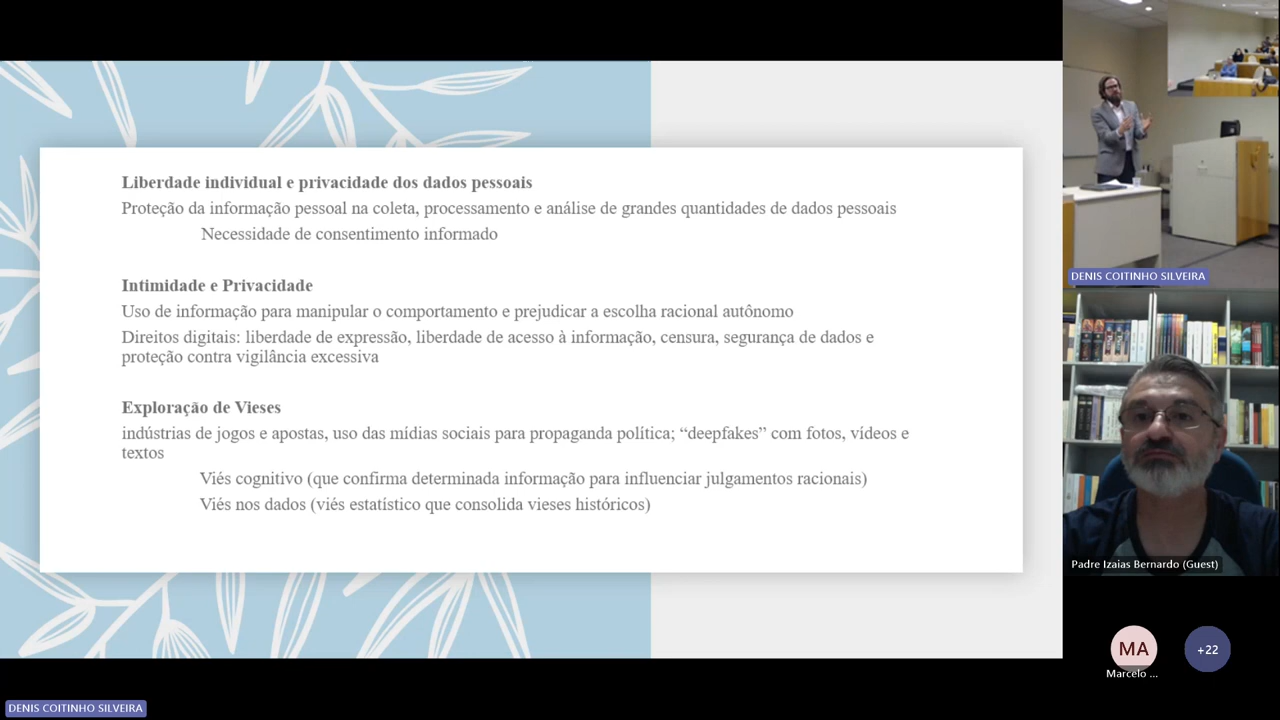 Liberdade individual e privacidade dos dados pessoais
Proteção da informação pessoal na coleta, processamento e análise de grandes quantidades de dados pessoais
Necessidade de consentimento informado
Intimidade e Privacidade
Uso de informação para manipular o comportamento e prejudicar a escolha racional autônomo
Direitos digitais: liberdade de expressão, liberdade de acesso à informação, censura, segurança de dados e
proteção contra vigilância excessiva
Exploração de Vieses
indústrias de jogos e apostas, uso das mídias sociais para propaganda política; “deepfakes” com fotos, vídeos e
textos
Viés cognitivo (que confirma determinada informação para influenciar julgamentos racionais)
Viés nos dados (viés estatístico que consolida vieses históricos)
DENIS COITINHO SILVEIRA
Padre Izaias Bernardo (Guest)
MA
+22
Marcelo ...
DENIS COITINHO SILVEIRA